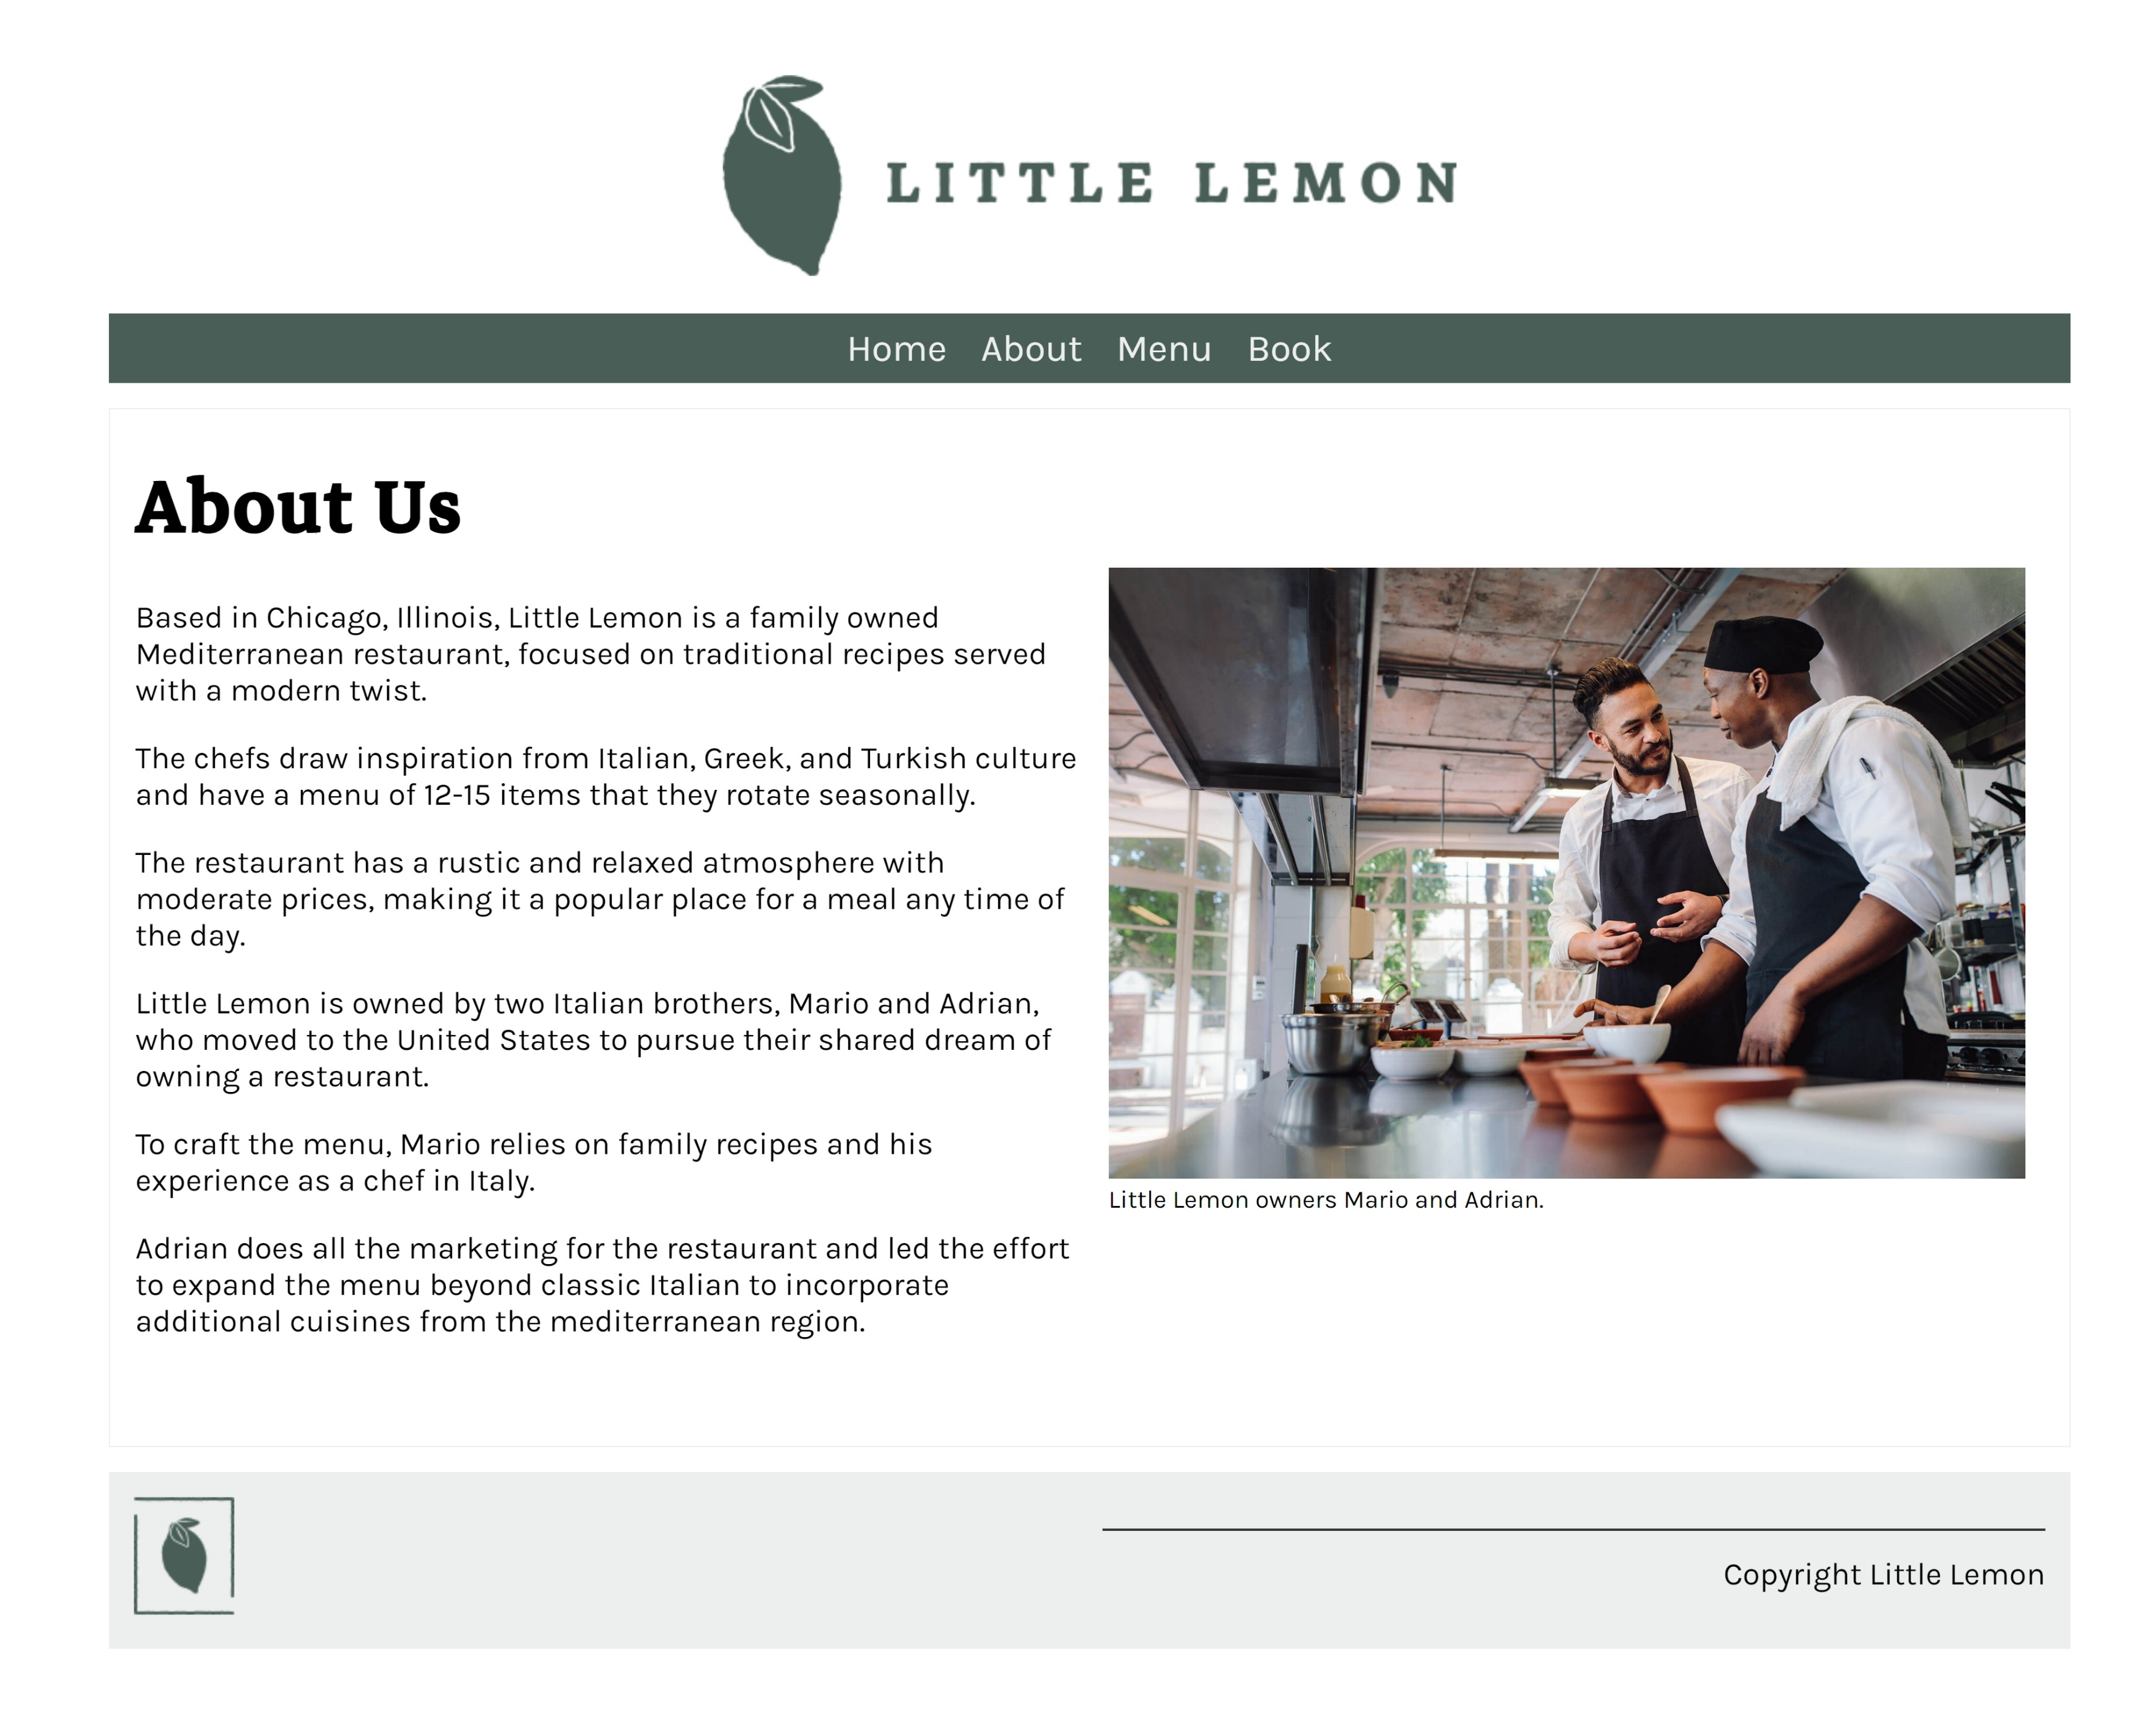 LITTLE LEMON
Home About Menu Book
About Us
Based in Chicago, Illinois, Little Lemon is a family owned
Mediterranean restaurant, focused on traditional recipes served
with a modern twist.
The chefs draw inspiration from Italian, Greek, and Turkish culture
and have a menu of 12-15 items that they rotate seasonally.
The restaurant has a rustic and relaxed atmosphere with
moderate prices, making it a popular place for a meal any time of
the day.
Little Lemon is owned by two Italian brothers, Mario and Adrian,
who moved to the United States to pursue their shared dream of
owning a restaurant.
To craft the menu, Mario relies on family recipes and his
experience as a chef in Italy.
Adrian does all the marketing for the restaurant and led the effort
to expand the menu beyond classic Italian to incorporate
additional cuisines from the mediterranean region.
Little Lemon owners Mario and Adrian.
Copyright Little Lemon